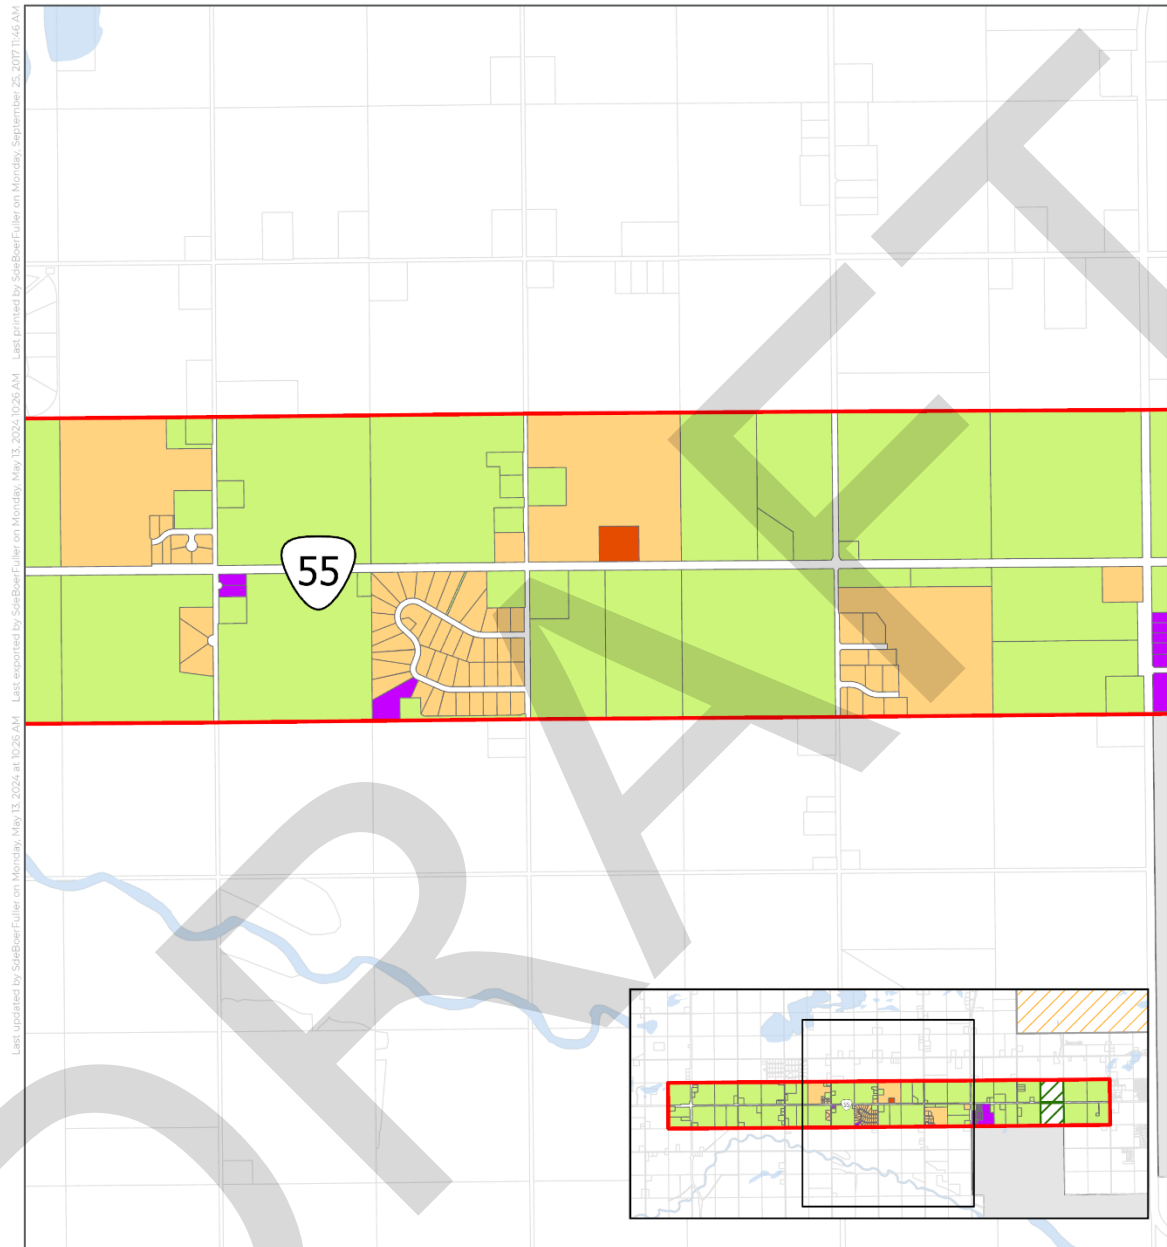 Last printed by SdeBoerFuller on Monday, September 25, 2017 11:46 AM
Last exported by SdeBoerFuller on Monday, May 13, 2024 10:26 AM
Last updated by SdeBoerFuller on Monday, May 13, 2024 at 10:26 AM
55
DRAFT